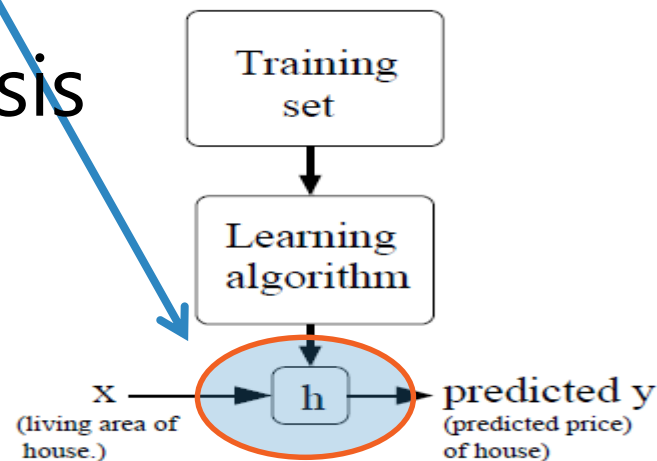 sis
Training
set
Learning
algorithm
x
(living area of
house.)
h
predicted y
(predicted price)
of house)